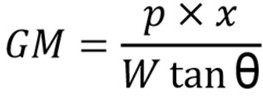 GM = p × x / W tan θ